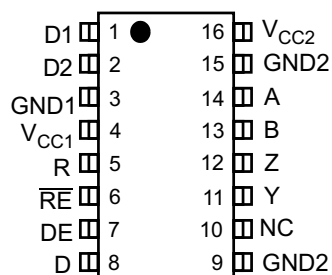 D1 1 16 VCC2
D2 2 15 GND2
GND1 3 14 A
VCC1 4 13 B
R 5 12 Z
R̅E̅ 6 11 Y
DE 7 10 NC
D 8 9 GND2